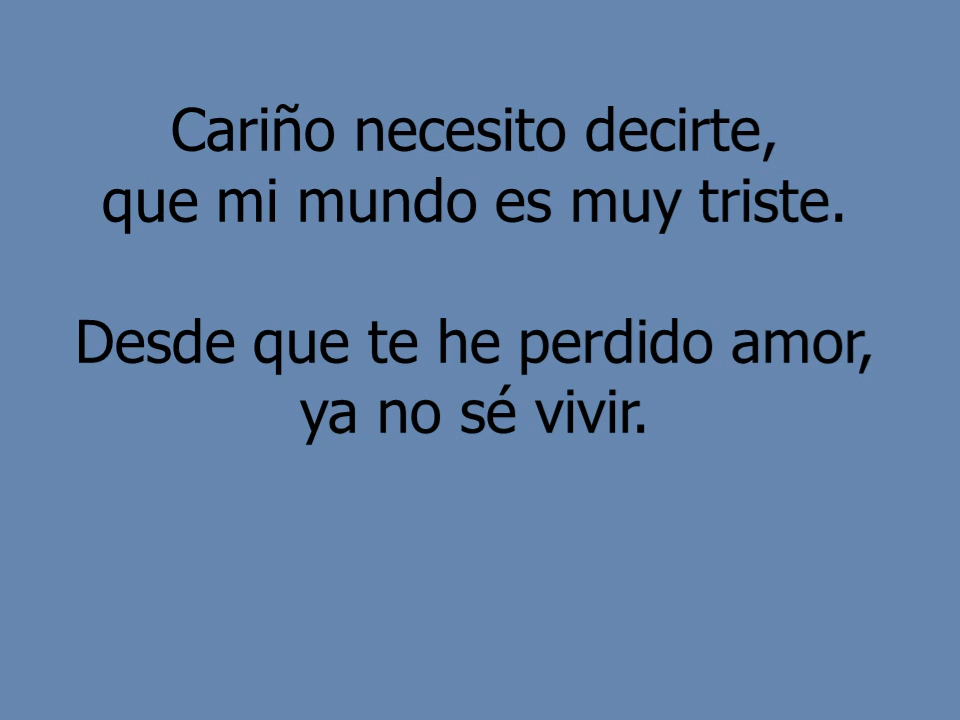 Cariño necesito decirte,
que mi mundo es muy triste.
Desde que te he perdido amor,
ya no sé vivir.